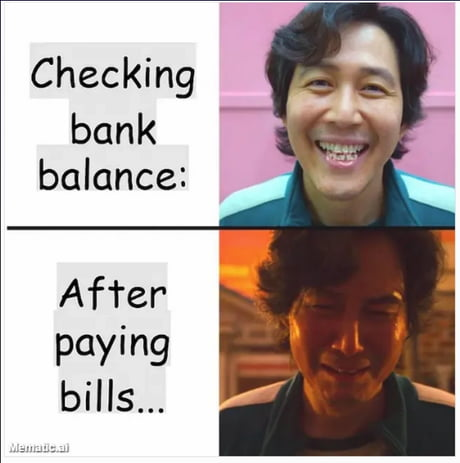 Checking
bank
balance:
After
paying
bills...
Mematic.ai